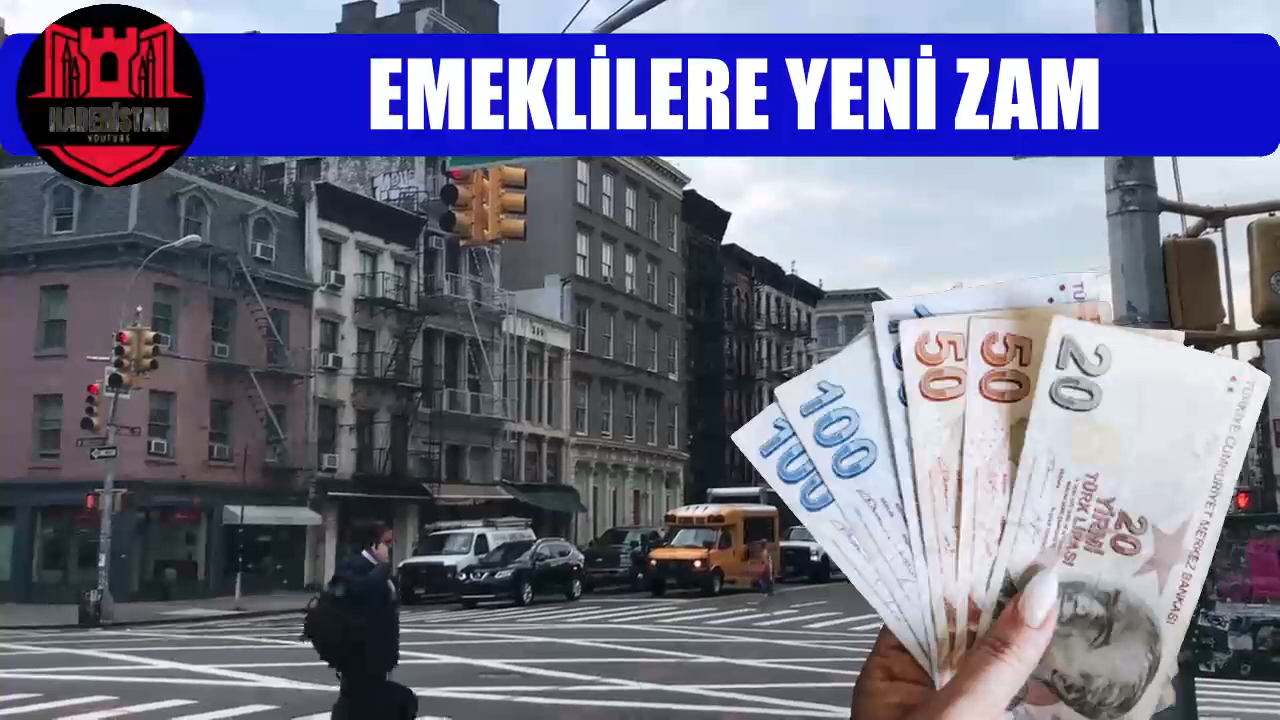 EMEKLİLERE YENİ ZAM
HABERİSTAN
YOUTUBE
50
50
20
100
100
20
YİRMİ
TÜRK LİRASI
TÜRKİYE CUMHURİYET MERKEZ BANKASI